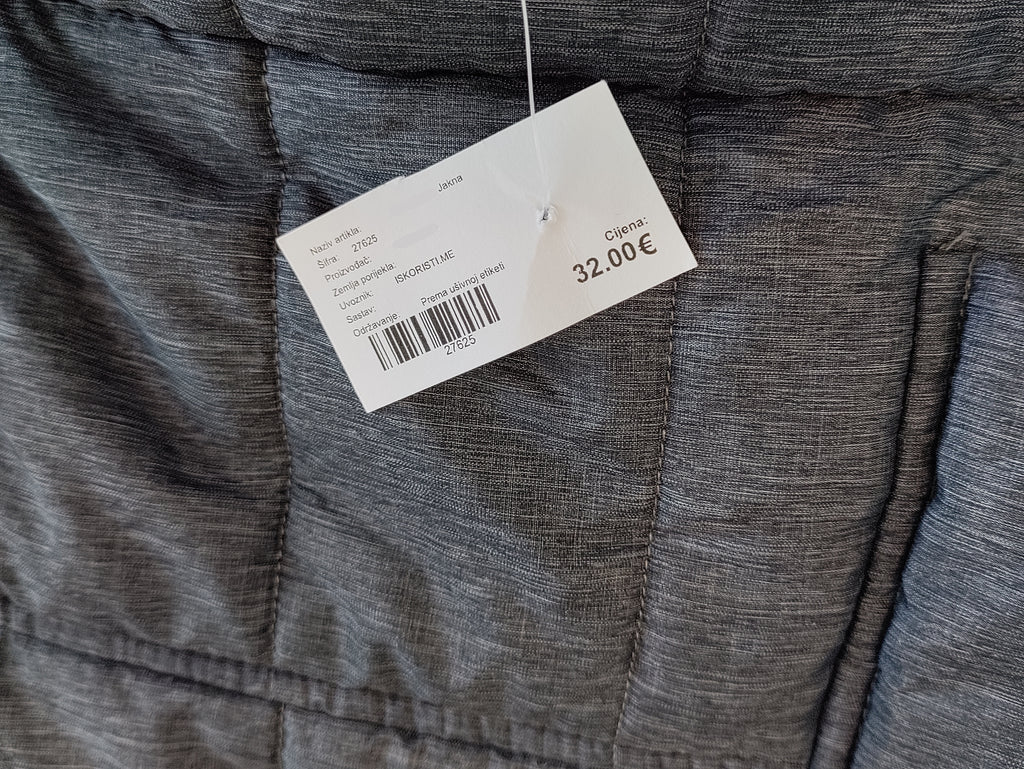 Naziv artikla: Jakna
Šifra: 27625
Proizvođač:
Zemlja porijekla:
Uvoznik: ISKORISTI.ME
Sastav:
Održavanje Prema ušivnoj etiketi
27625
Cijena:
32.00€